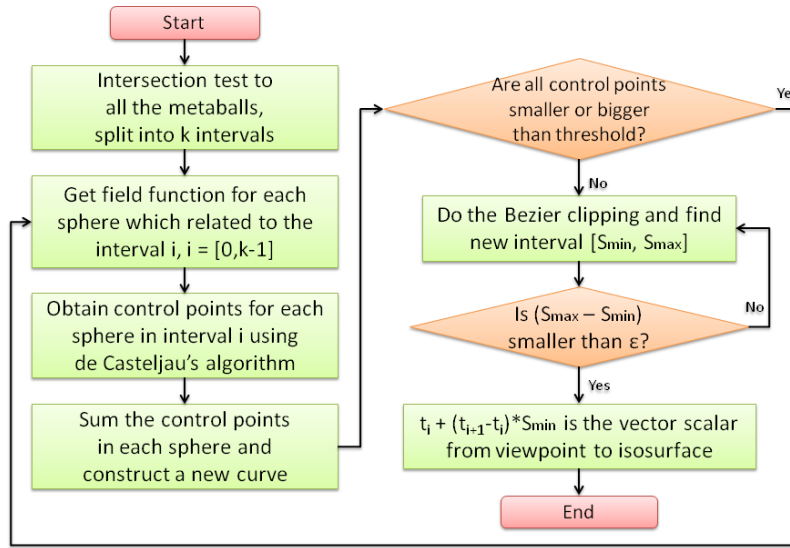 Start
Intersection test to
all the metaballs,
split into k intervals
Get field function for each
sphere which related to the
interval i, i = [0,k-1]
Obtain control points for each
sphere in interval i using
de Casteljau's algorithm
Sum the control points
in each sphere and
construct a new curve
Are all control points
smaller or bigger
than threshold?
Ye
No
Do the Bezier clipping and find
new interval [Smin, Smax]
Is (Smax – Smin)
smaller than ε?
No
Yes
ti + (ti+1-ti)*Smin is the vector scalar
from viewpoint to isosurface
End